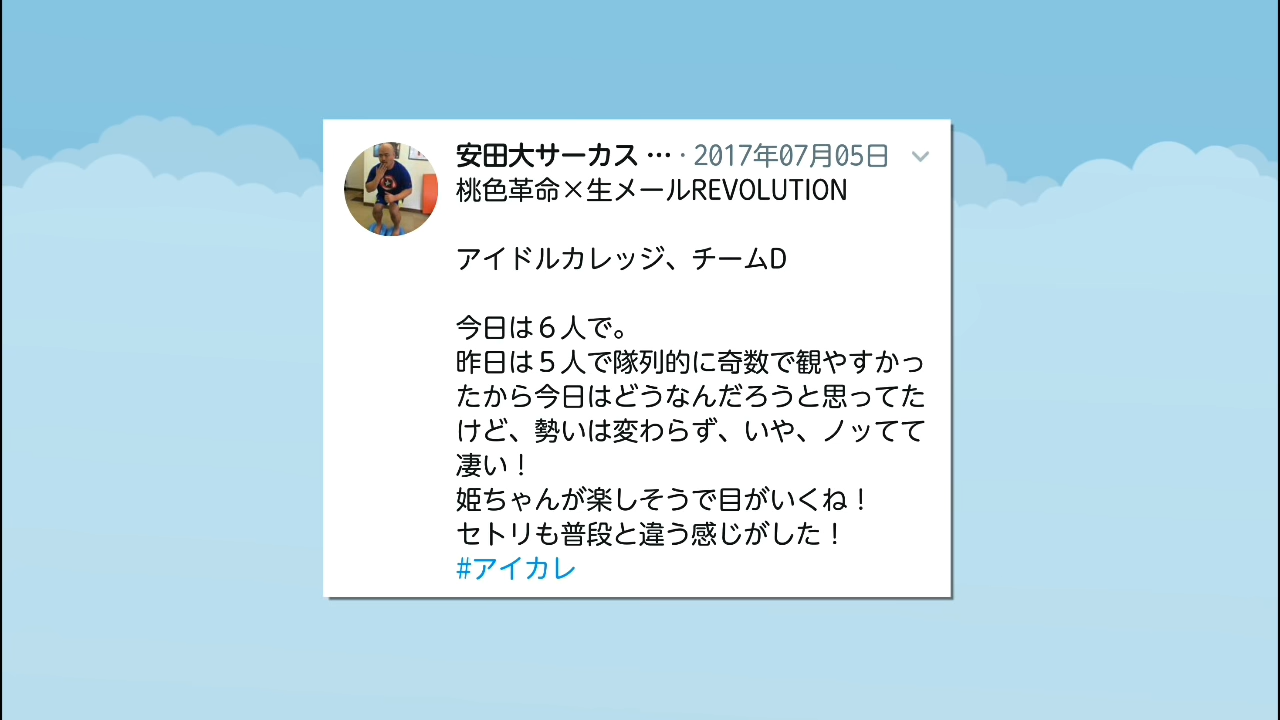 安田大サーカス … · 2017年07月05日
桃色革命×生メールREVOLUTION
アイドルカレッジ、チームD
今日は６人で。
昨日は５人で隊列的に奇数で観やすかっ
たから今日はどうなんだろうと思ってた
けど、勢いは変わらず、いや、ノッてて
凄い！
姫ちゃんが楽しそうで目がいくね！
セトリも普段と違う感じがした！
#アイカレ